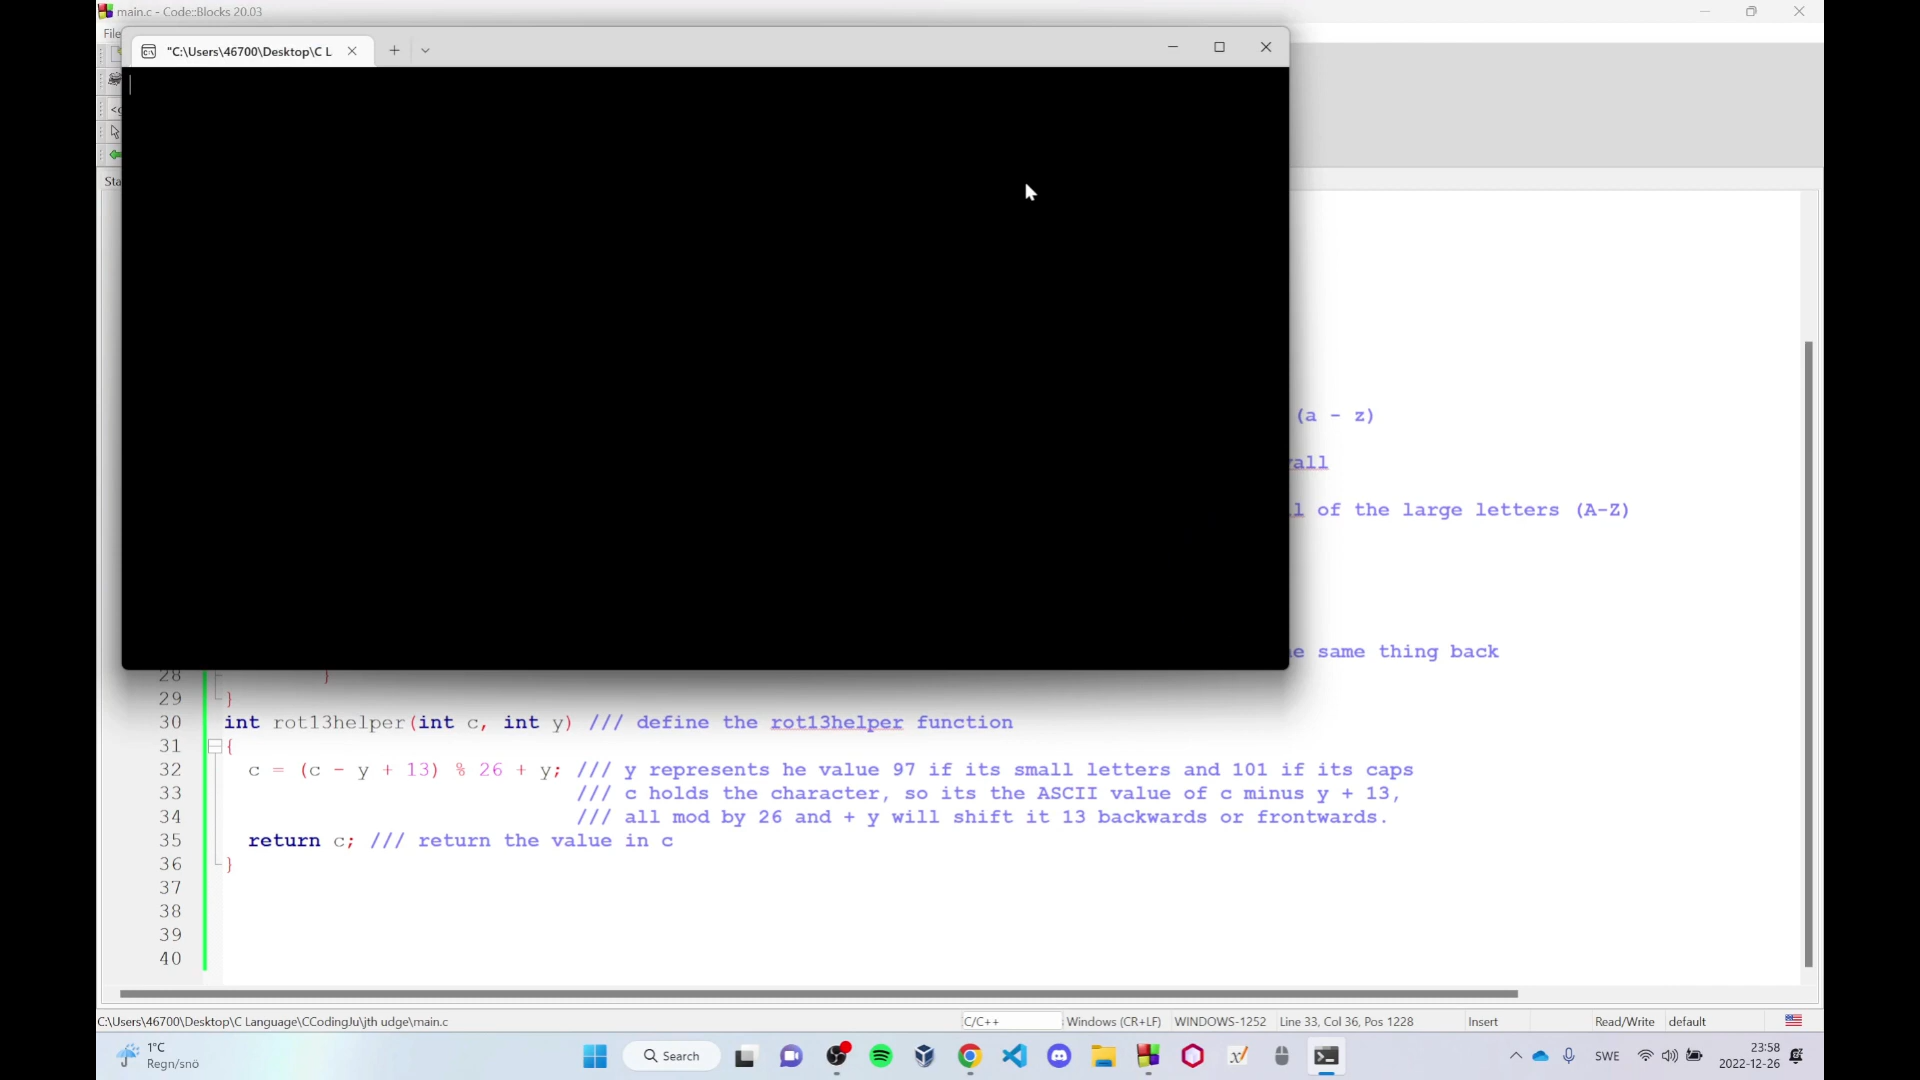 main.c - Code::Blocks 20.03
File
"C:\Users\46700\Desktop\C L
Sta
(a - z)
all
of the large letters (A-Z)
same thing back
28 }
29 }
30 int rot13helper(int c, int y) /// define the rot13helper function
31 {
32 c = (c - y + 13) % 26 + y; /// y represents he value 97 if its small letters and 101 if its caps
33 /// c holds the character, so its the ASCII value of c minus y + 13,
34 /// all mod by 26 and + y will shift it 13 backwards or frontwards.
35 return c; /// return the value in c
36 }
37
38
39
40
C:\Users\46700\Desktop\C Language\CCodingJu\jth udge\main.c C/C++ Windows (CR+LF) WINDOWS-1252 Line 33, Col 36, Pos 1228 Insert Read/Write default
1°C
Regn/snö
Search
SWE
23:58
2022-12-26